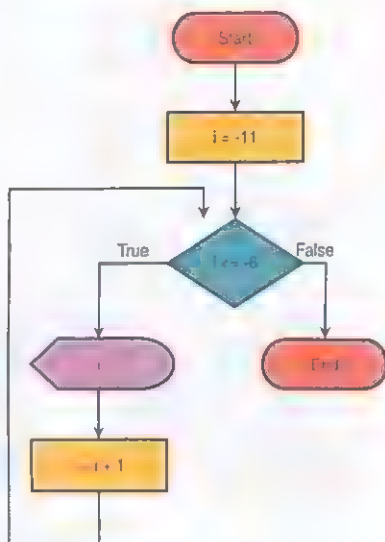 Start
i = -11
True
False
i <= -6
i
End
+ 1